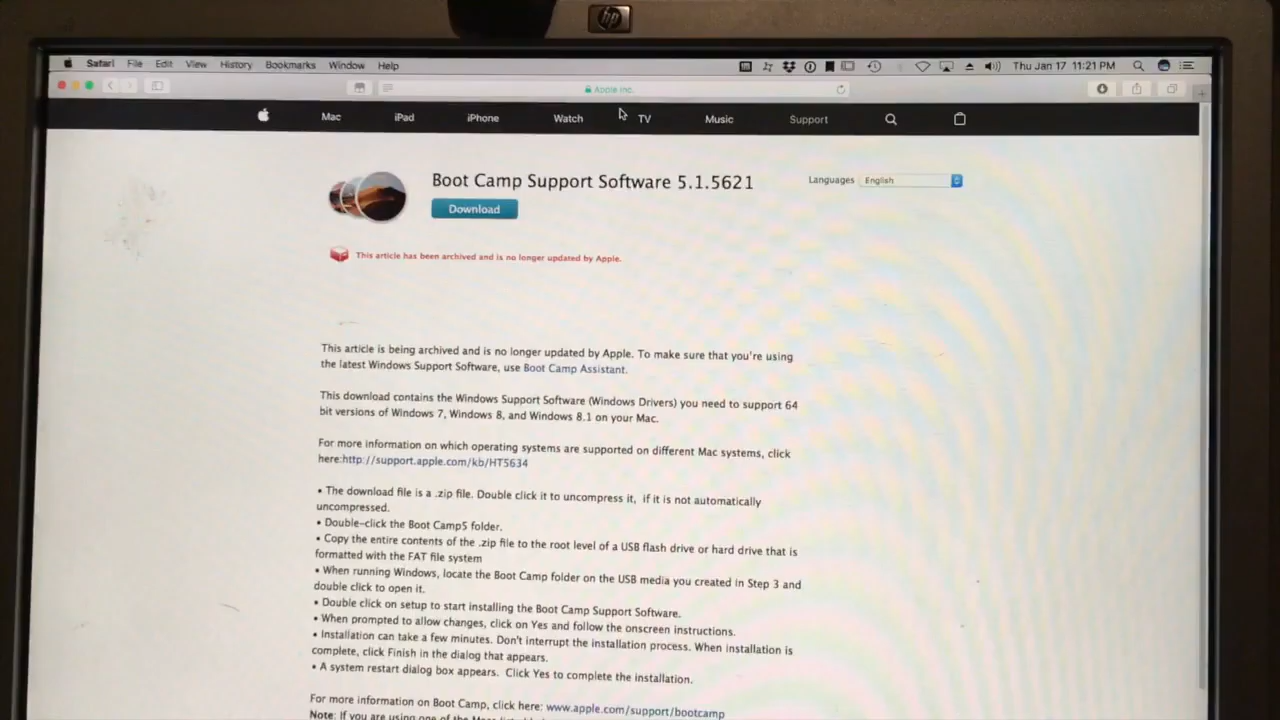 hp
Safari File Edit View History Bookmarks Window Help Thu Jan 17 11:21 PM
Apple Inc.
Mac iPad iPhone Watch TV Music Support
Boot Camp Support Software 5.1.5621 Languages English
Download
This article has been archived and is no longer updated by Apple.
This article is being archived and is no longer updated by Apple. To make sure that you're using
the latest Windows Support Software, use Boot Camp Assistant.
This download contains the Windows Support Software (Windows Drivers) you need to support 64
bit versions of Windows 7, Windows 8, and Windows 8.1 on your Mac.
For more information on which operating systems are supported on different Mac systems, click
here:http://support.apple.com/kb/HT5634
• The download file is a .zip file. Double click it to uncompress it, if it is not automatically
uncompressed.
• Double-click the Boot Camp5 folder.
• Copy the entire contents of the .zip file to the root level of a USB flash drive or hard drive that is
formatted with the FAT file system
• When running Windows, locate the Boot Camp folder on the USB media you created in Step 3 and
double click to open it.
• Double click on setup to start installing the Boot Camp Support Software.
• When prompted to allow changes, click on Yes and follow the onscreen instructions.
• Installation can take a few minutes. Don't interrupt the installation process. When installation is
complete, click Finish in the dialog that appears.
• A system restart dialog box appears. Click Yes to complete the installation.
For more information on Boot Camp, click here: www.apple.com/support/bootcamp
Note: If you are using one of the Macs listed